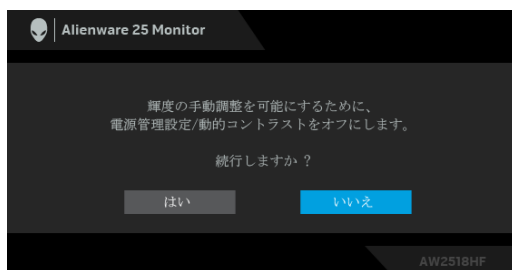 Alienware 25 Monitor
輝度の手動調整を可能にするために、
電源管理設定/動的コントラストをオフにします。
続行しますか ?
はい
いいえ
AW2518HF